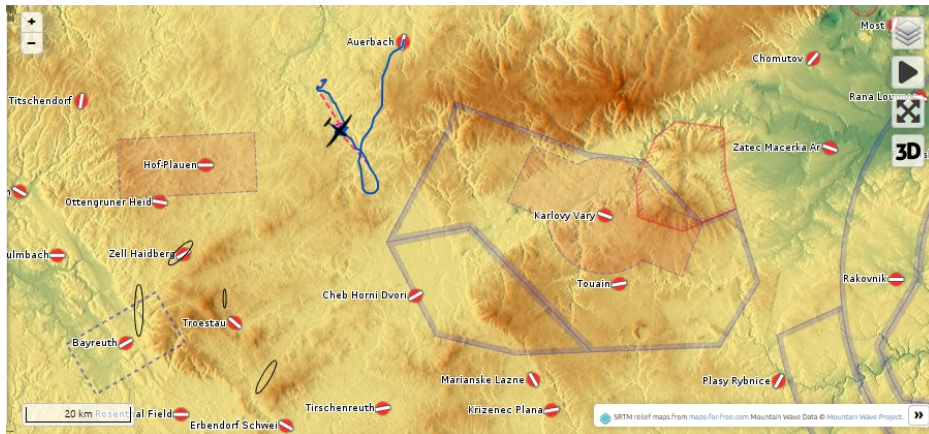 +
−
Auerbach
Most
Chomutov
Titschendorf
Rana Lou
3D
Zatec Macerka Ar
Hof-Plauen
Ottengruner Heid
Karlovy Vary
ulmbach
Zell Haidberg
Touain
Rakovnik
Cheb Horni Dvori
Troestau
Bayreuth
Marianske Lazne
Plasy Rybnice
20 km
Rosenthal Field
Tirschenreuth
Krizenec Plana
Erbendorf Schwei
SRTM relief maps from maps-for-free.com Mountain Wave Data © Mountain Wave Project.
»